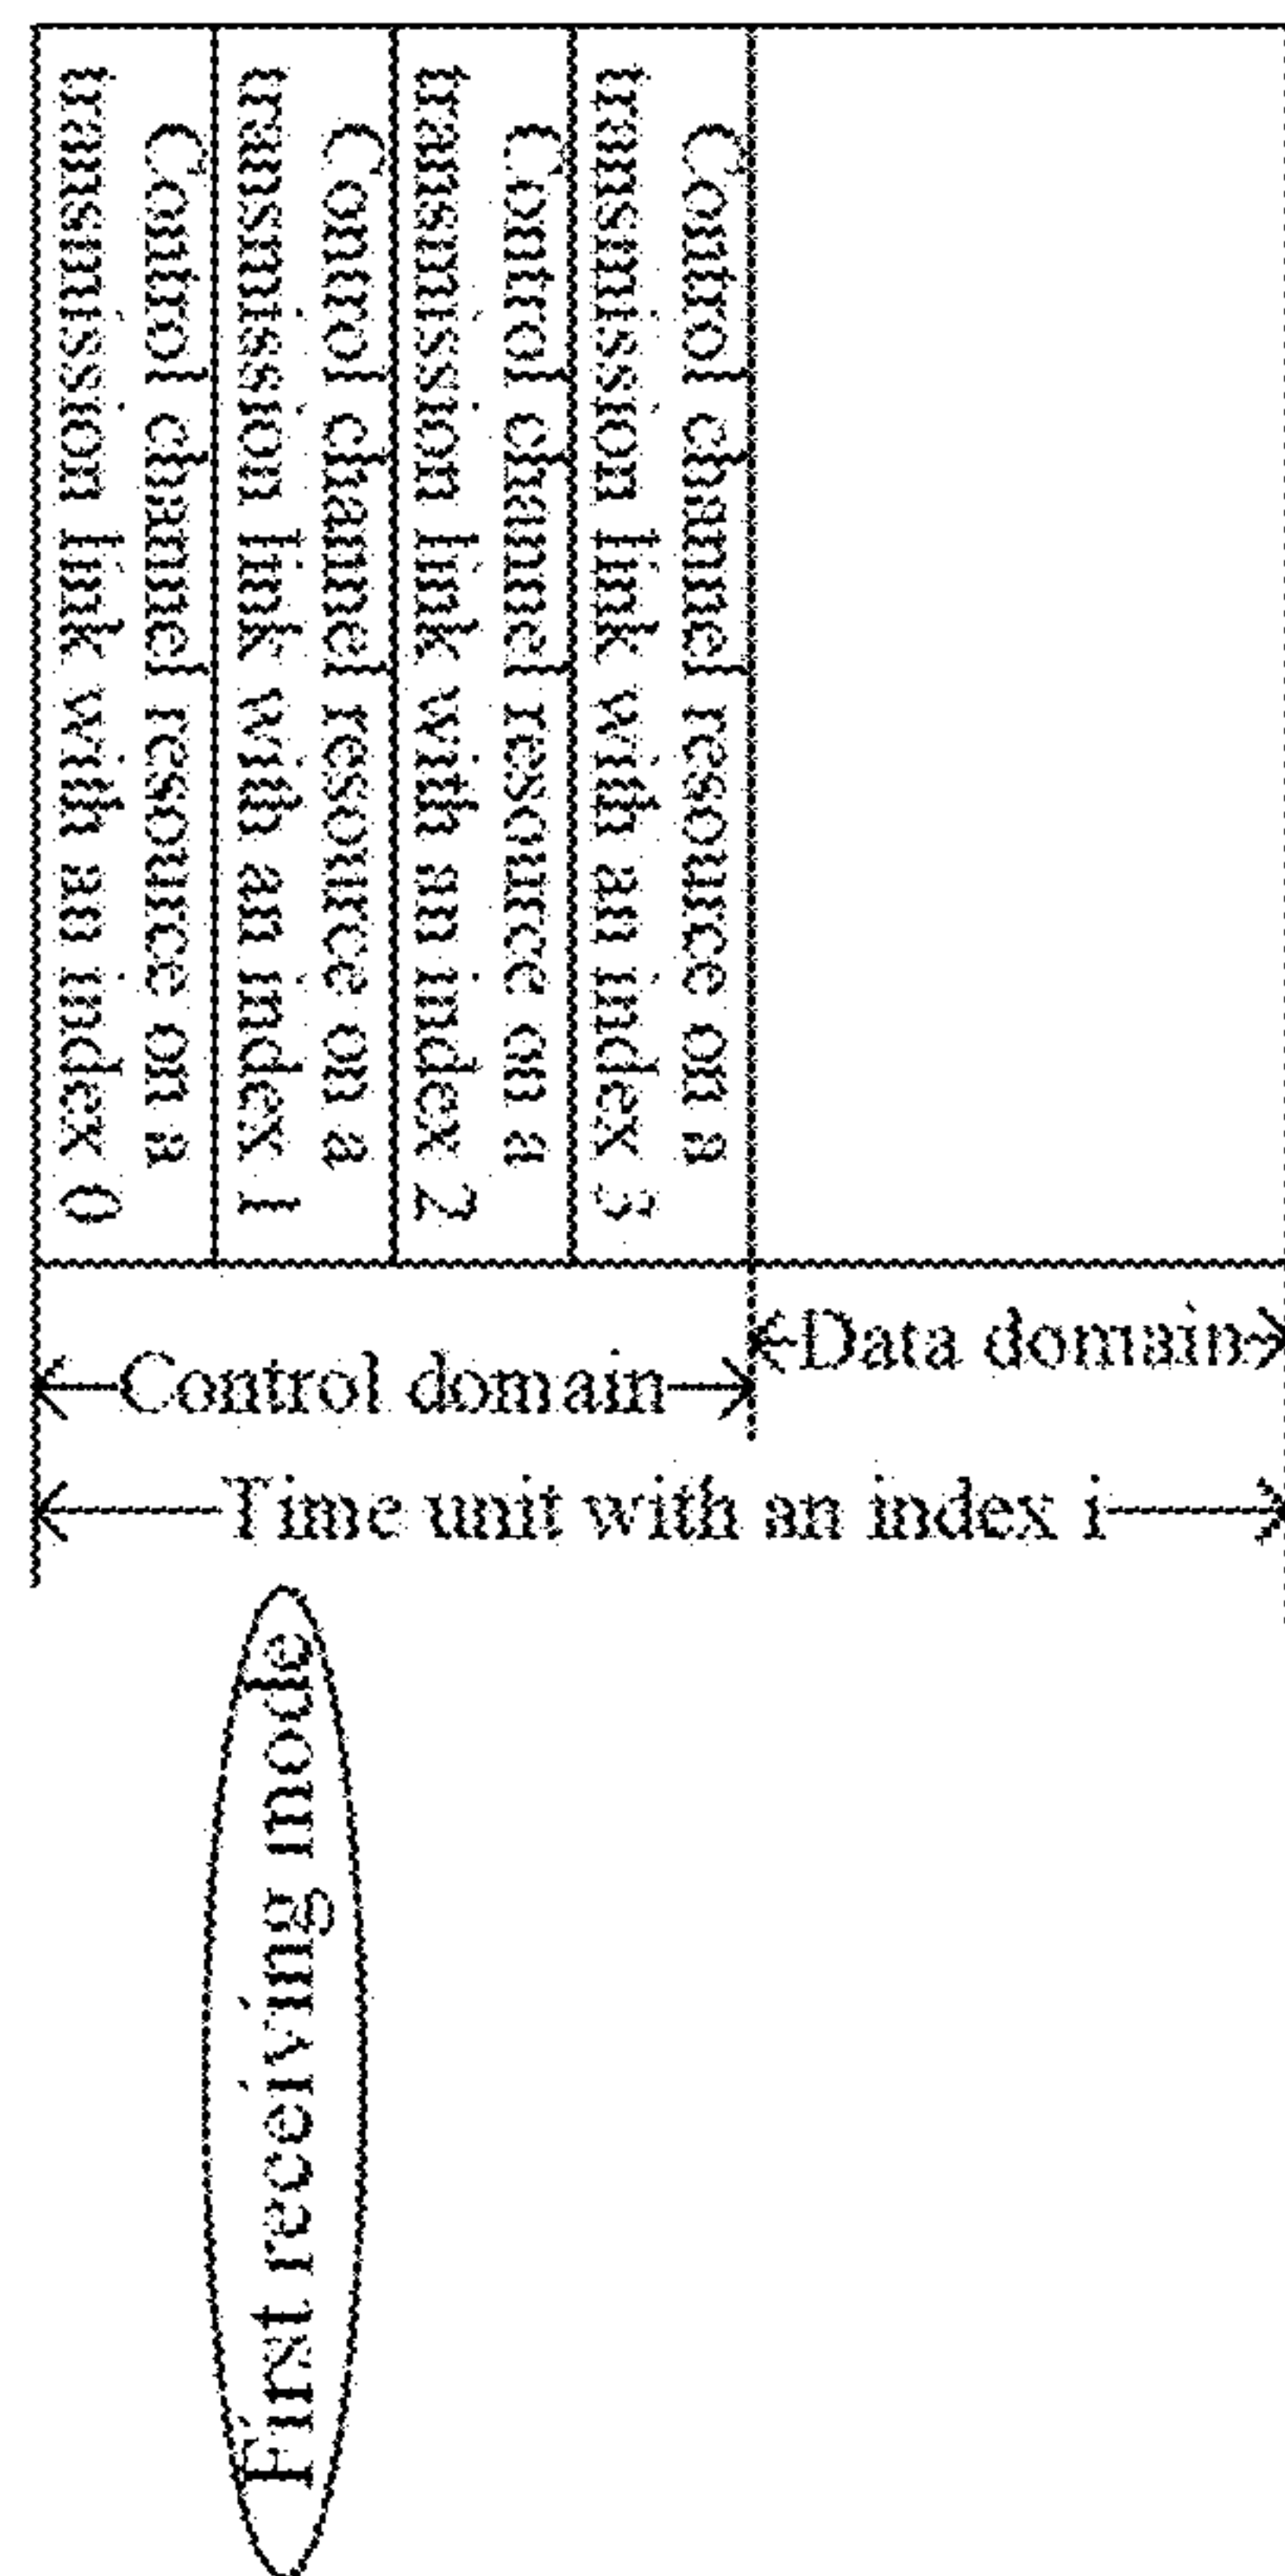 Control channel resource on a
transmission link with an index 0
Control channel resource on a
transmission link with an index 1
Control channel resource on a
transmission link with an index 2
Control channel resource on a
transmission link with an index 3
Data domain
Control domain
Time unit with an index i
First receiving mode